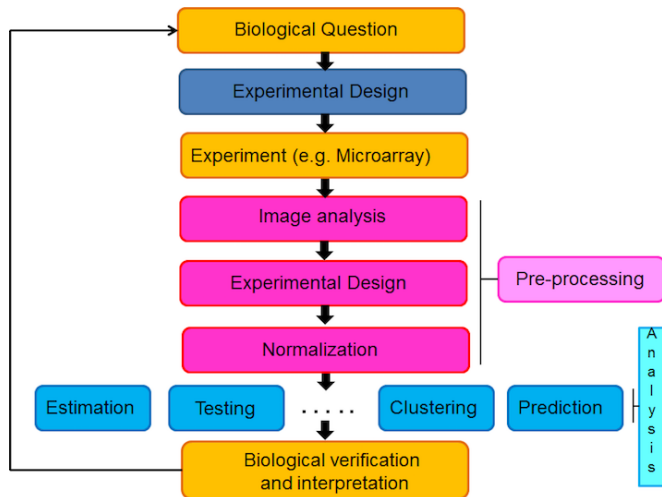 Biological Question
Experimental Design
Experiment (e.g. Microarray)
Image analysis
Experimental Design
Pre-processing
Normalization
Analysis
Estimation
Testing
.....
Clustering
Prediction
Biological verification
and interpretation